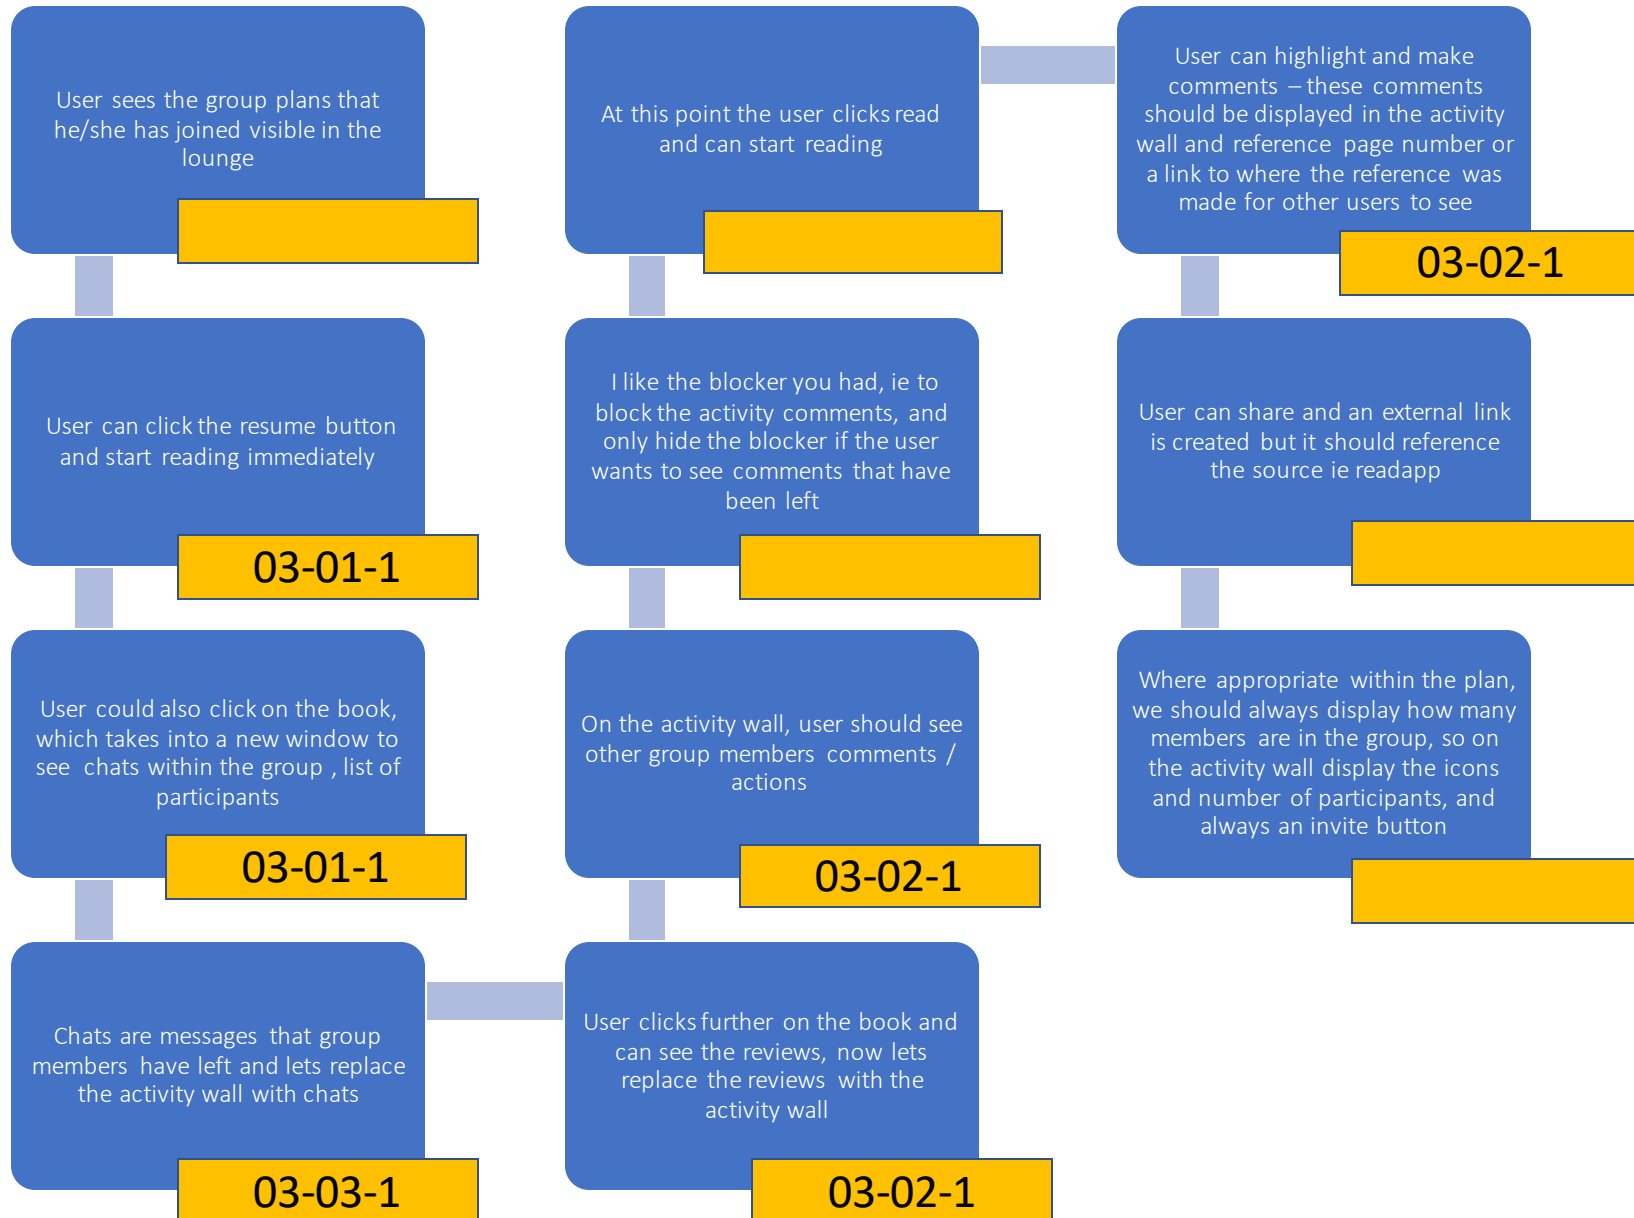 User sees the group plans that
he/she has joined visible in the
lounge
User can click the resume button
and start reading immediately
03-01-1
User could also click on the book,
which takes into a new window to
see chats within the group , list of
participants
03-01-1
Chats are messages that group
members have left and lets replace
the activity wall with chats
03-03-1
User clicks further on the book and
can see the reviews, now lets
replace the reviews with the
activity wall
03-02-1
On the activity wall, user should see
other group members comments /
actions
03-02-1
I like the blocker you had, ie to
block the activity comments, and
only hide the blocker if the user
wants to see comments that have
been left
At this point the user clicks read
and can start reading
User can highlight and make
comments – these comments
should be displayed in the activity
wall and reference page number or
a link to where the reference was
made for other users to see
03-02-1
User can share and an external link
is created but it should reference
the source ie readapp
Where appropriate within the plan,
we should always display how many
members are in the group, so on
the activity wall display the icons
and number of participants, and
always an invite button